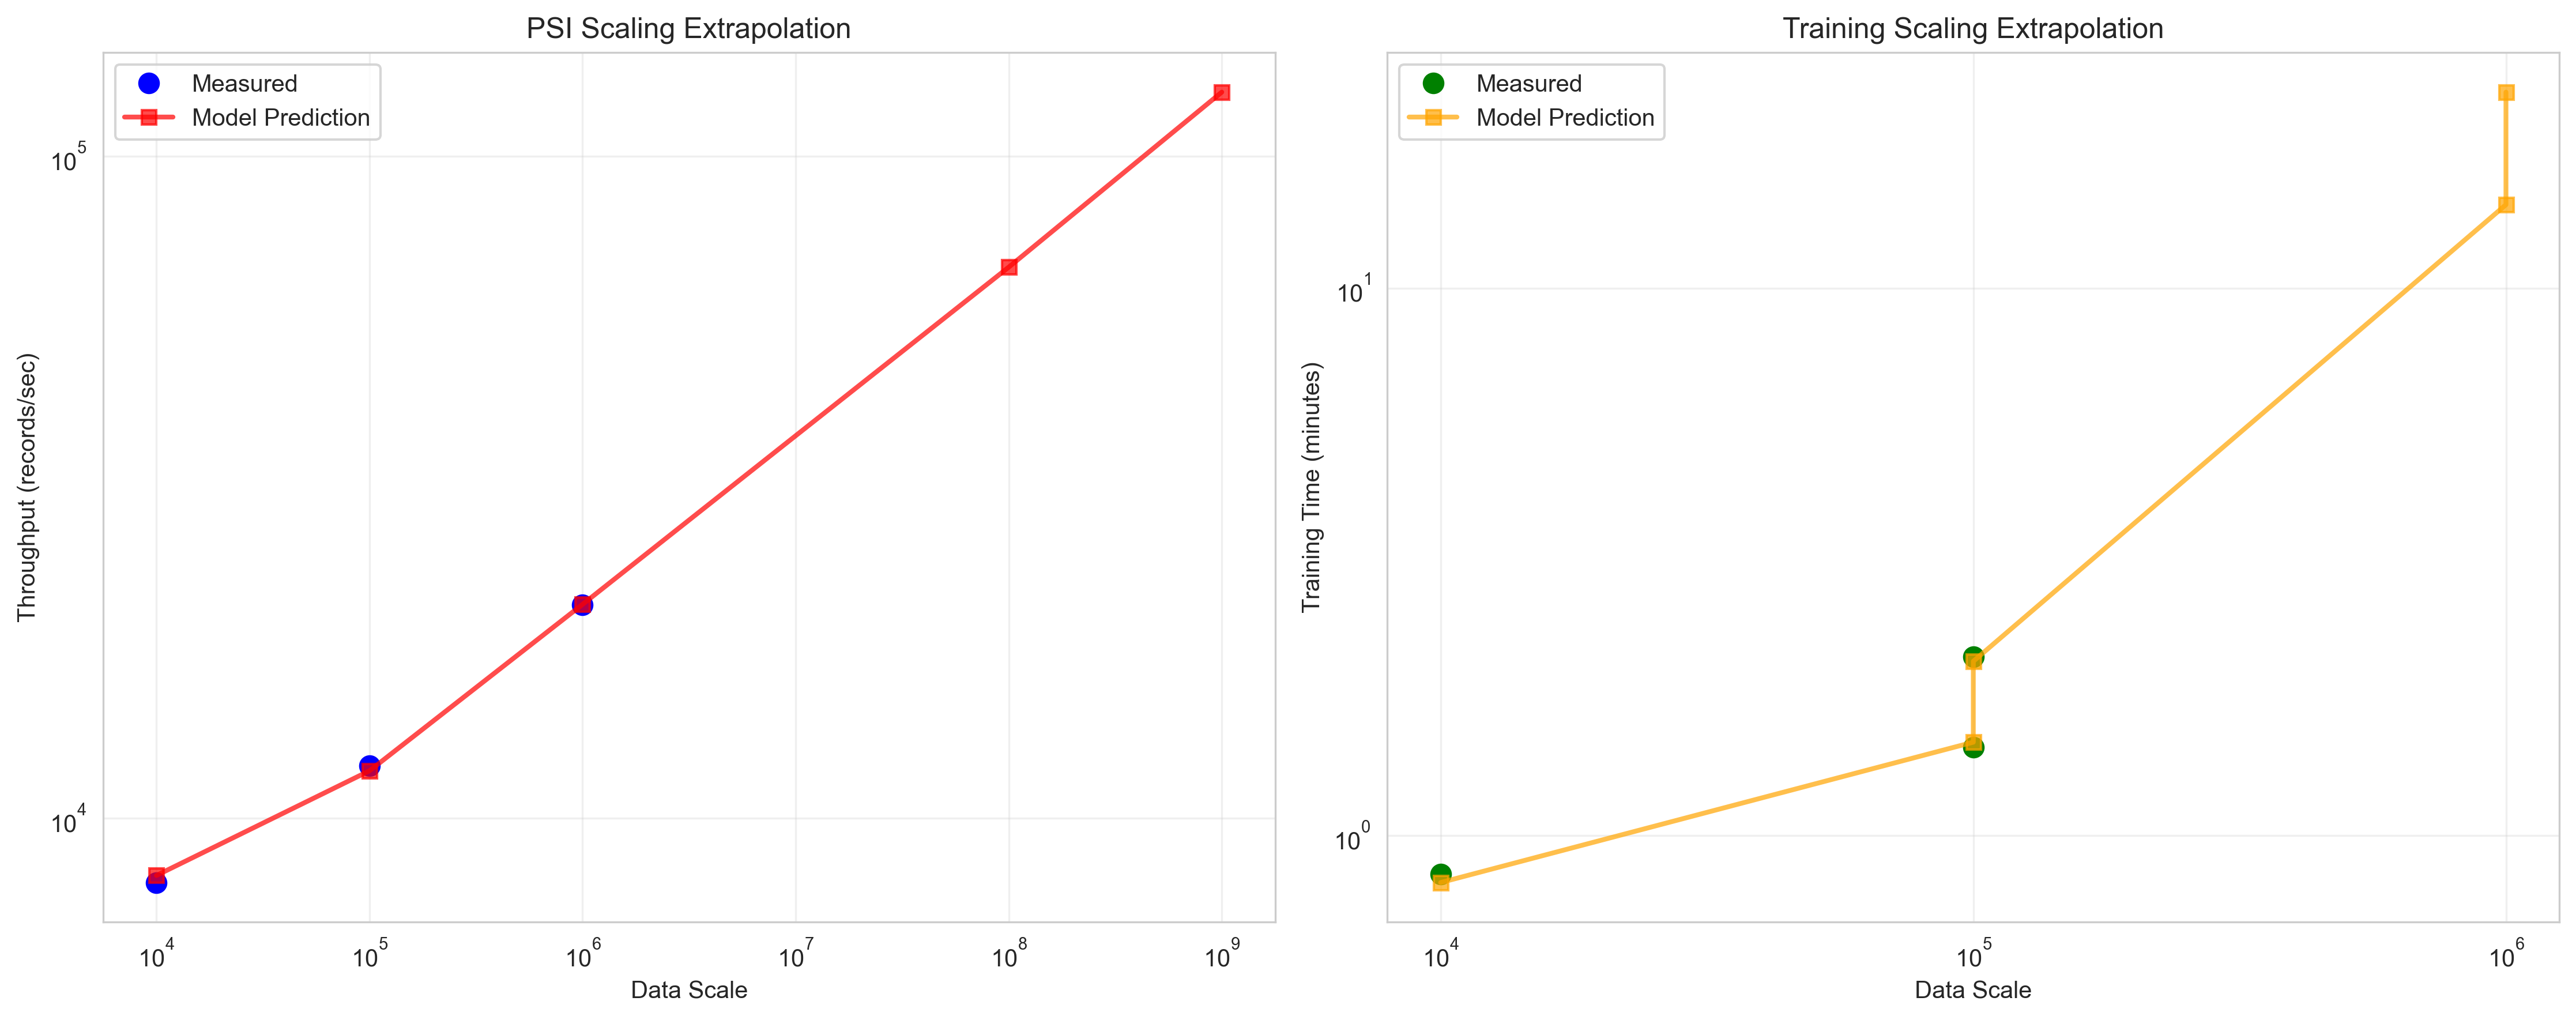 PSI Scaling Extrapolation
Measured
Model Prediction
10^5
10^4
Throughput (records/sec)
10^4 10^5 10^6 10^7 10^8 10^9
Data Scale
Training Scaling Extrapolation
Measured
Model Prediction
10^1
10^0
Training Time (minutes)
10^4 10^5 10^6
Data Scale